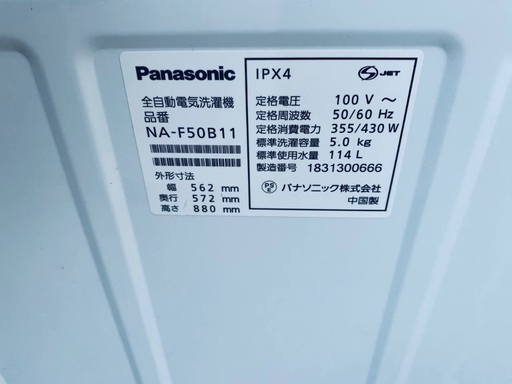 Panasonic
全自動電気洗濯機
品番
NA-F50B11
外形寸法
幅 562 mm
奥行 572 mm
高さ 880 mm
IPX4 S JET
定格電圧 100 V ～
定格周波数 50/60 Hz
定格消費電力 355/430 W
標準洗濯容量 5.0 kg
標準使用水量 114 L
製造番号 1831300666
PS E パナソニック株式会社
中国製